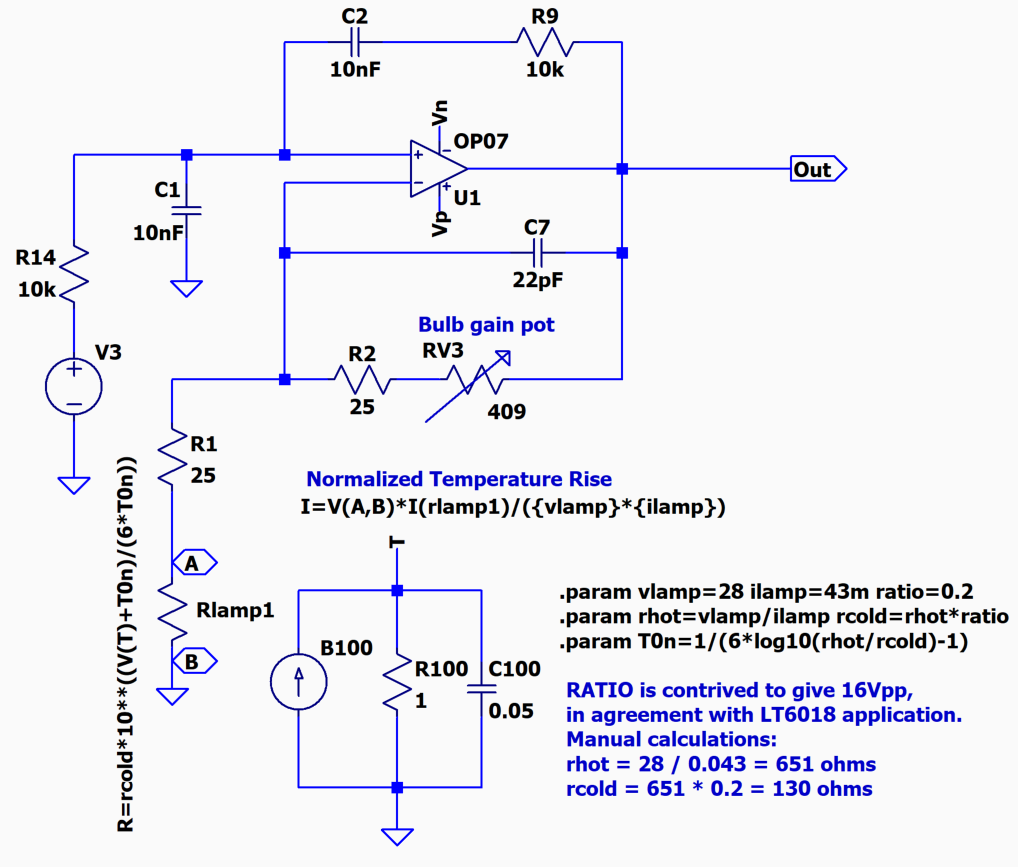 C2
10nF
R9
10k
Vn
OP07
+
−
−
+
U1
Vp
Out
C1
10nF
R14
10k
V3
+
−
C7
22pF
Bulb gain pot
R2
25
RV3
409
R1
25
A
Rlamp1
B
R=rcold*10**((V(T)+T0n)/(6*T0n))
Normalized Temperature Rise
I=V(A,B)*I(rlamp1)/({vlamp}*{ilamp})
T
B100
R100
1
C100
0.05
.param vlamp=28 ilamp=43m ratio=0.2
.param rhot=vlamp/ilamp rcold=rhot*ratio
.param T0n=1/(6*log10(rhot/rcold)-1)
RATIO is contrived to give 16Vpp,
in agreement with LT6018 application.
Manual calculations:
rhot = 28 / 0.043 = 651 ohms
rcold = 651 * 0.2 = 130 ohms